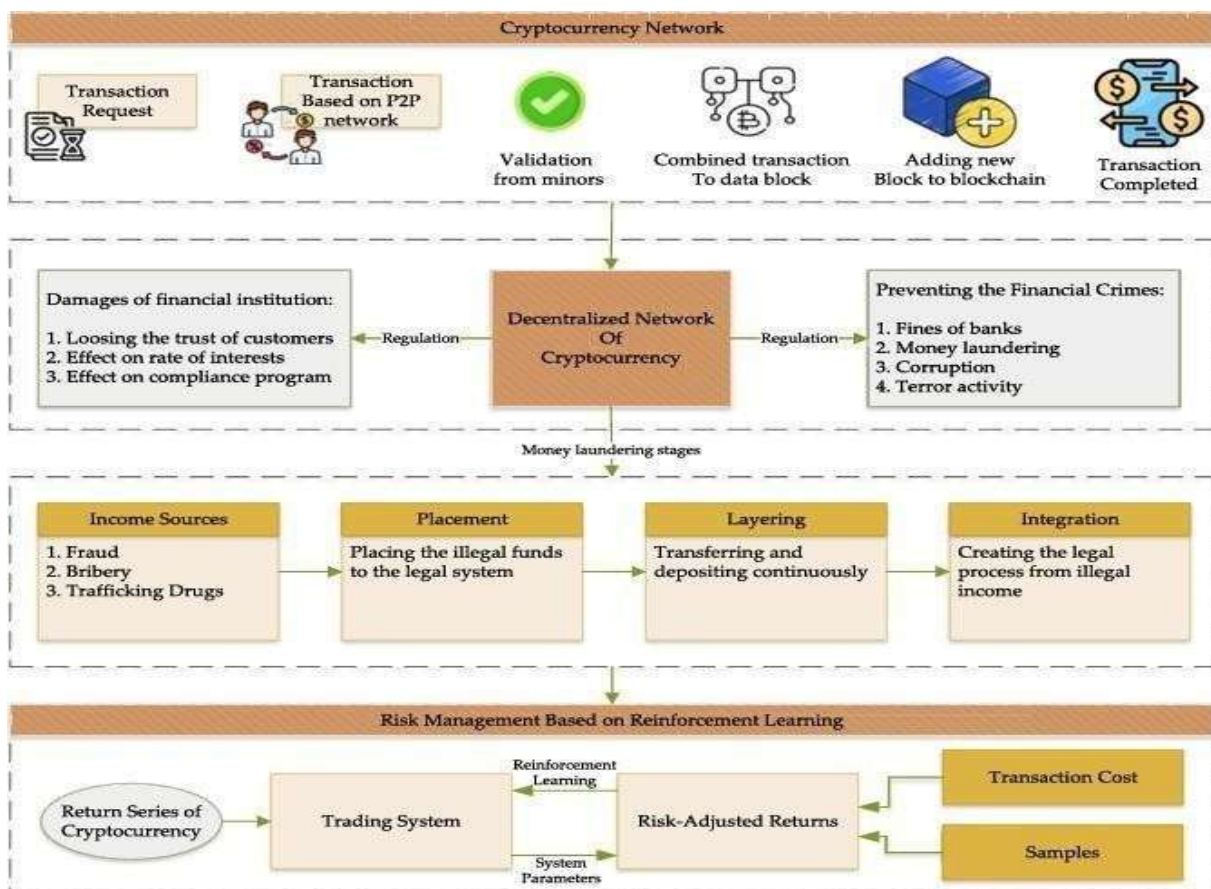 Cryptocurrency Network
Transaction
Request
Transaction
Based on P2P
network
Validation
from minors
Combined transaction
To data block
Adding new
Block to blockchain
Transaction
Completed
Damages of financial institution:
1. Loosing the trust of customers
2. Effect on rate of interests
3. Effect on compliance program
Regulation
Decentralized Network
Of
Cryptocurrency
Regulation
Preventing the Financial Crimes:
1. Fines of banks
2. Money laundering
3. Corruption
4. Terror activity
Money laundering stages
Income Sources
1. Fraud
2. Bribery
3. Trafficking Drugs
Placement
Placing the illegal funds
to the legal system
Layering
Transferring and
depositing continuously
Integration
Creating the legal
process from illegal
income
Risk Management Based on Reinforcement Learning
Return Series of
Cryptocurrency
Trading System
Reinforcement
Learning
System
Parameters
Risk-Adjusted Returns
Transaction Cost
Samples